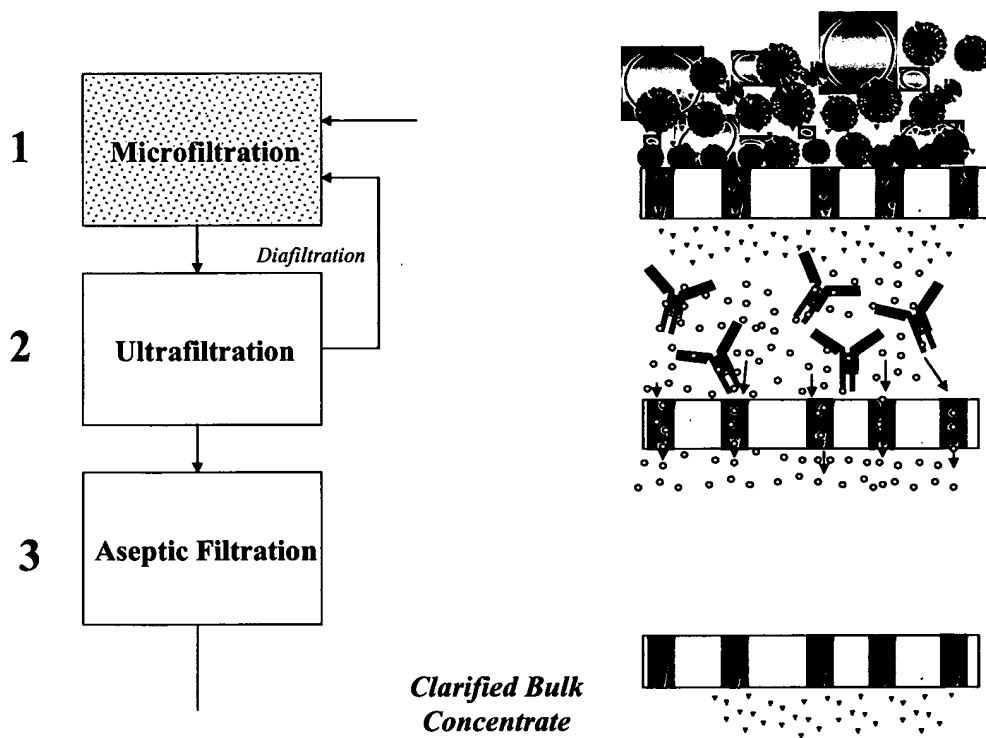 1
Microfiltration
Diafiltration
2
Ultrafiltration
3
Aseptic Filtration
Clarified Bulk
Concentrate